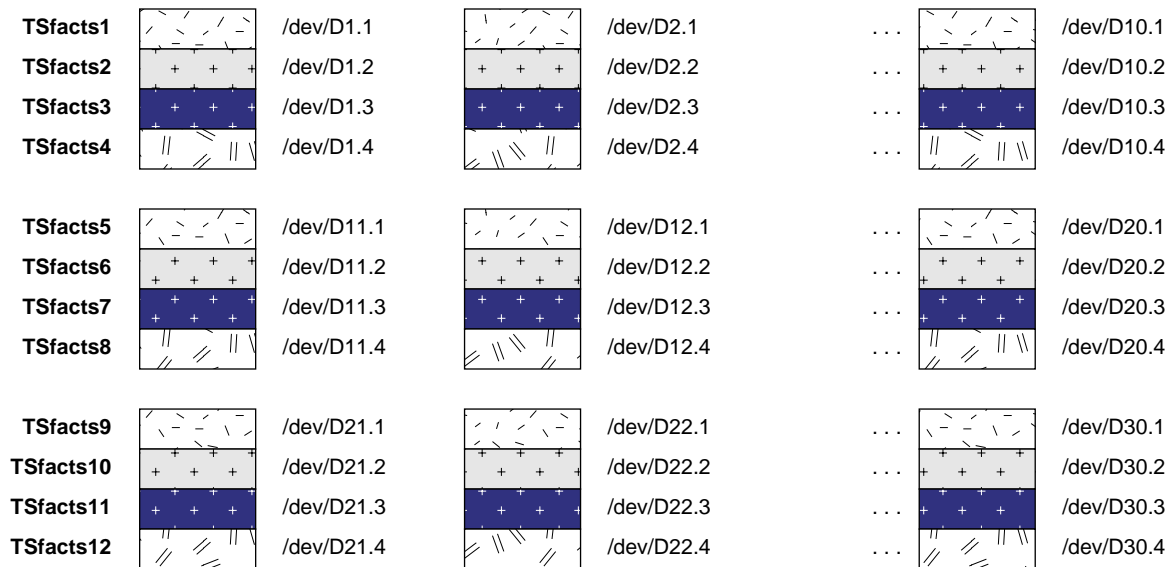 TSfacts1 /dev/D1.1 /dev/D2.1 . . . /dev/D10.1
TSfacts2 /dev/D1.2 /dev/D2.2 . . . /dev/D10.2
TSfacts3 /dev/D1.3 /dev/D2.3 . . . /dev/D10.3
TSfacts4 /dev/D1.4 /dev/D2.4 . . . /dev/D10.4
TSfacts5 /dev/D11.1 /dev/D12.1 . . . /dev/D20.1
TSfacts6 /dev/D11.2 /dev/D12.2 . . . /dev/D20.2
TSfacts7 /dev/D11.3 /dev/D12.3 . . . /dev/D20.3
TSfacts8 /dev/D11.4 /dev/D12.4 . . . /dev/D20.4
TSfacts9 /dev/D21.1 /dev/D22.1 . . . /dev/D30.1
TSfacts10 /dev/D21.2 /dev/D22.2 . . . /dev/D30.2
TSfacts11 /dev/D21.3 /dev/D22.3 . . . /dev/D30.3
TSfacts12 /dev/D21.4 /dev/D22.4 . . . /dev/D30.4